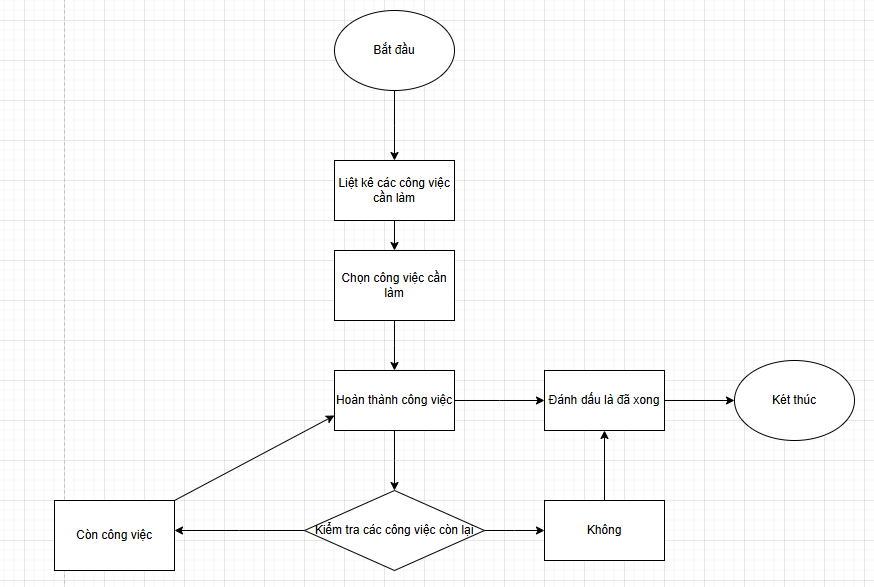 Bắt đầu
Liệt kê các công việc
cần làm
Chọn công việc cần
làm
Hoàn thành công việc
Đánh dấu là đã xong
Kết thúc
Còn công việc
Kiểm tra các công việc còn lại
Không